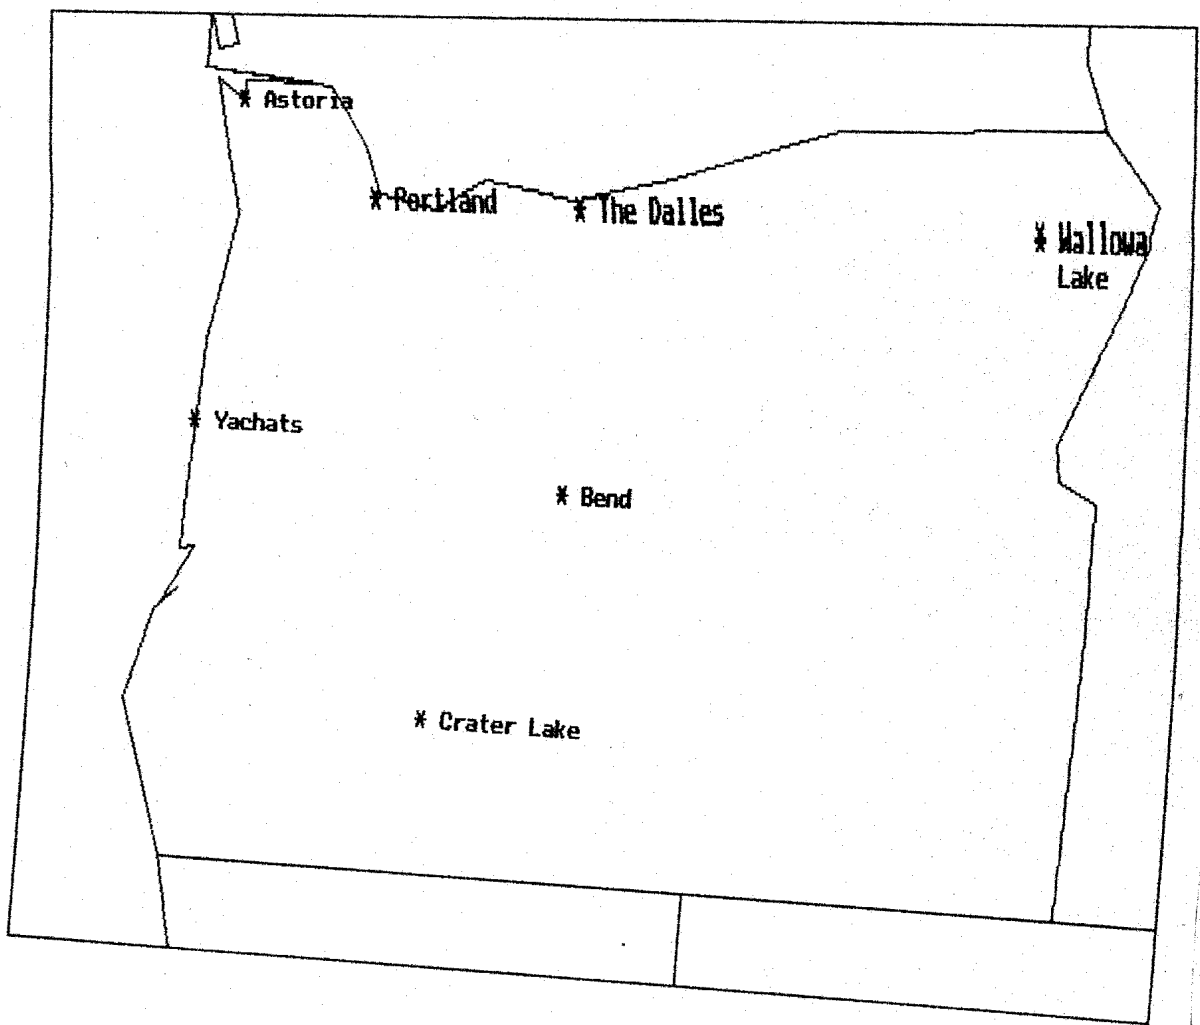 Astoria
Portland
The Dalles
Wallowa
Lake
Yachats
Bend
Crater Lake